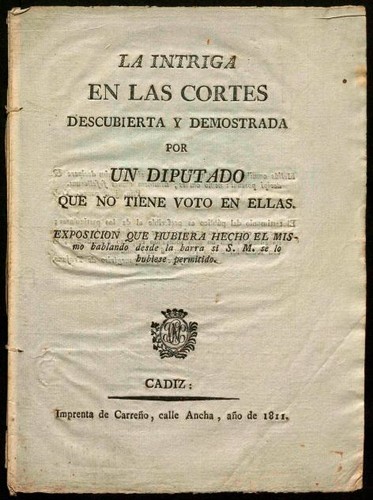 LA INTRIGA
EN LAS CORTES
DESCUBIERTA Y DEMOSTRADA
POR
UN DIPUTADO
QUE NO TIENE VOTO EN ELLAS.
EXPOSICION QUE HUBIERA HECHO EL MIS-
mo hablando desde la barra si S. M. se lo
hubiese permitido.
CADIZ:
Imprenta de Carreño, calle Ancha, año de 1811.